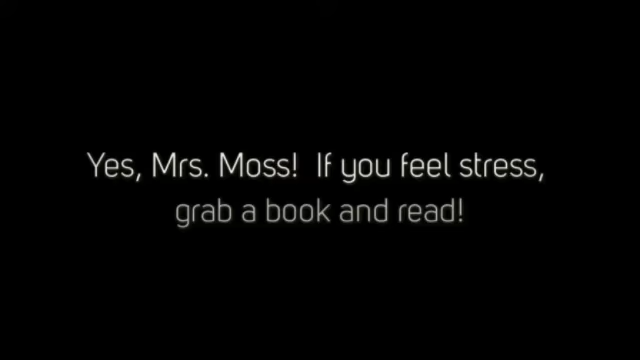 Yes, Mrs. Moss!  If you feel stress,
grab a book and read!